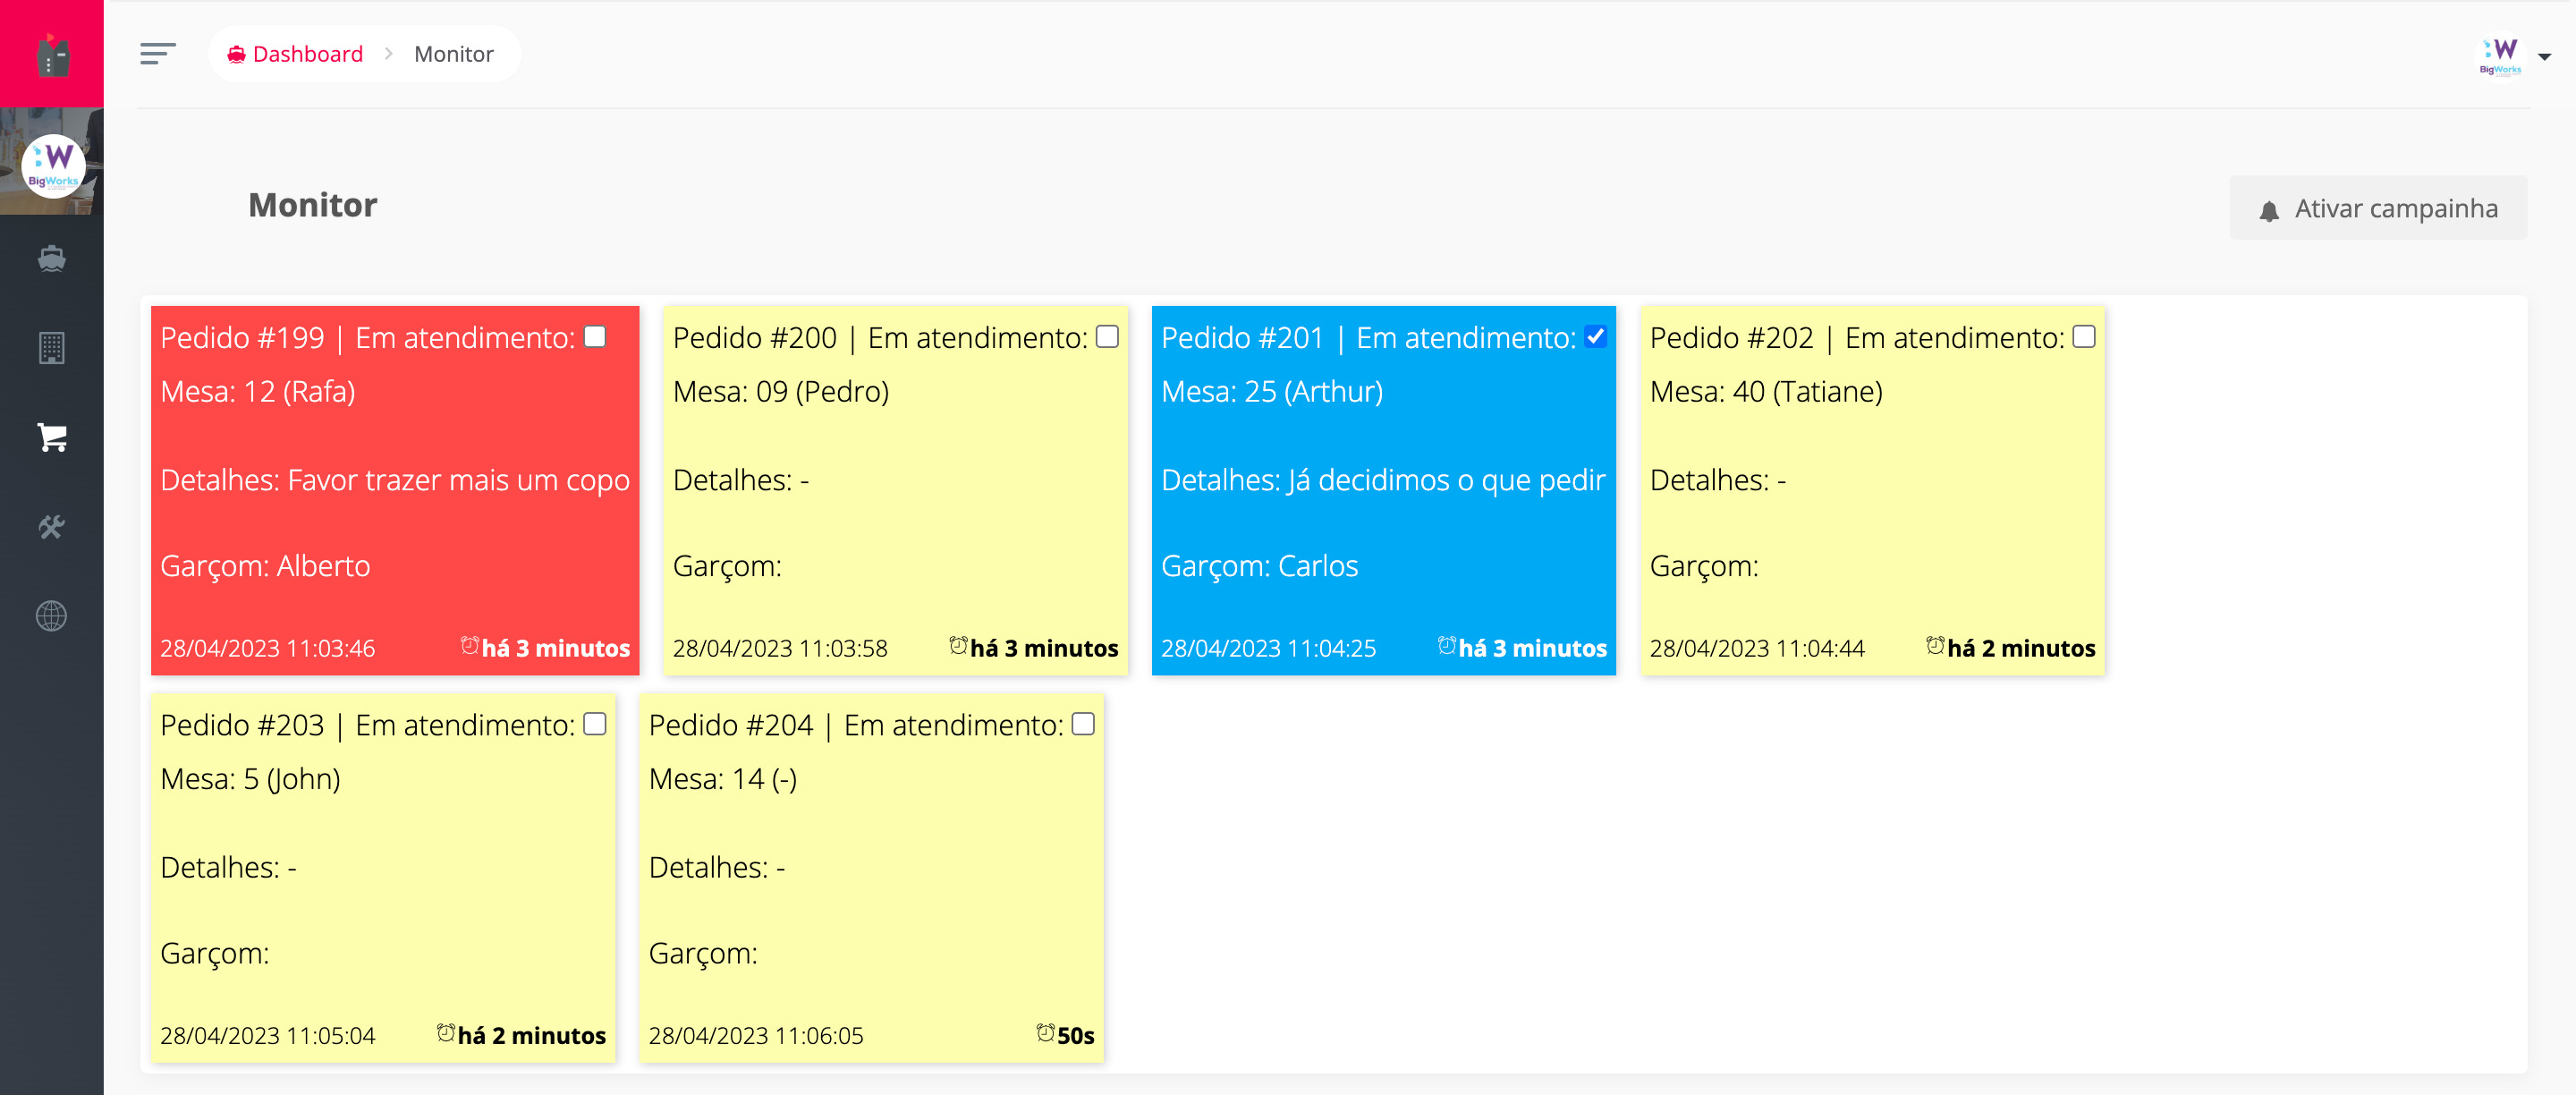 Dashboard > Monitor
BigWorks
BigWorks
Monitor
Ativar campainha
Pedido #199 | Em atendimento:
Mesa: 12 (Rafa)
Detalhes: Favor trazer mais um copo
Garçom: Alberto
28/04/2023 11:03:46 há 3 minutos
Pedido #200 | Em atendimento:
Mesa: 09 (Pedro)
Detalhes: -
Garçom:
28/04/2023 11:03:58 há 3 minutos
Pedido #201 | Em atendimento:
Mesa: 25 (Arthur)
Detalhes: Já decidimos o que pedir
Garçom: Carlos
28/04/2023 11:04:25 há 3 minutos
Pedido #202 | Em atendimento:
Mesa: 40 (Tatiane)
Detalhes: -
Garçom:
28/04/2023 11:04:44 há 2 minutos
Pedido #203 | Em atendimento:
Mesa: 5 (John)
Detalhes: -
Garçom:
28/04/2023 11:05:04 há 2 minutos
Pedido #204 | Em atendimento:
Mesa: 14 (-)
Detalhes: -
Garçom:
28/04/2023 11:06:05 50s